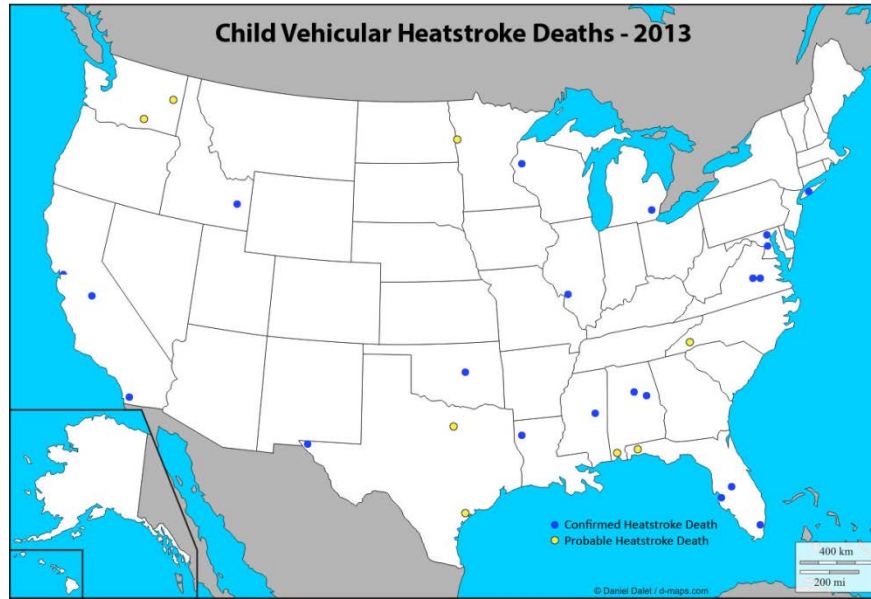 Child Vehicular Heatstroke Deaths - 2013
Confirmed Heatstroke Death
Probable Heatstroke Death
400 km
200 mi
© Daniel Dalet / d-maps.com